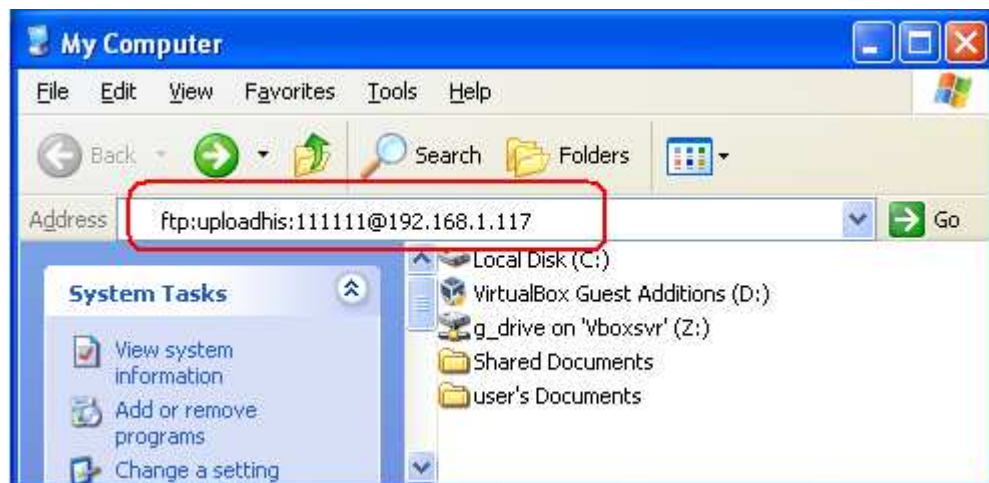 My Computer
File Edit View Favorites Tools Help
Back Search Folders
Address ftp:uploadhis:111111@192.168.1.117 Go
Local Disk (C:)
System Tasks
VirtualBox Guest Additions (D:)
g_drive on 'Vboxsvr' (Z:)
View system
information
Shared Documents
user's Documents
Add or remove
programs
Change a setting